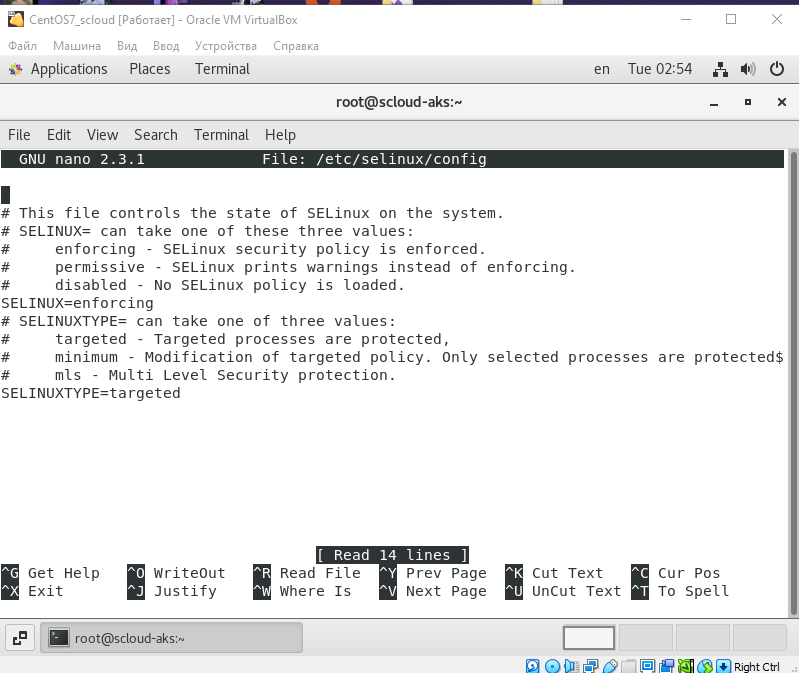 CentOS7_scloud [Работает] - Oracle VM VirtualBox
Файл Машина Вид Ввод Устройства Справка
Applications Places Terminal en Tue 02:54
root@scloud-aks:~
File Edit View Search Terminal Help
GNU nano 2.3.1 File: /etc/selinux/config
# This file controls the state of SELinux on the system.
# SELINUX= can take one of these three values:
#     enforcing - SELinux security policy is enforced.
#     permissive - SELinux prints warnings instead of enforcing.
#     disabled - No SELinux policy is loaded.
SELINUX=enforcing
# SELINUXTYPE= can take one of three values:
#     targeted - Targeted processes are protected,
#     minimum - Modification of targeted policy. Only selected processes are protected$
#     mls - Multi Level Security protection.
SELINUXTYPE=targeted
[ Read 14 lines ]
^G Get Help ^O WriteOut ^R Read File ^Y Prev Page ^K Cut Text ^C Cur Pos
^X Exit ^J Justify ^W Where Is ^V Next Page ^U UnCut Text ^T To Spell
root@scloud-aks:~
Right Ctrl